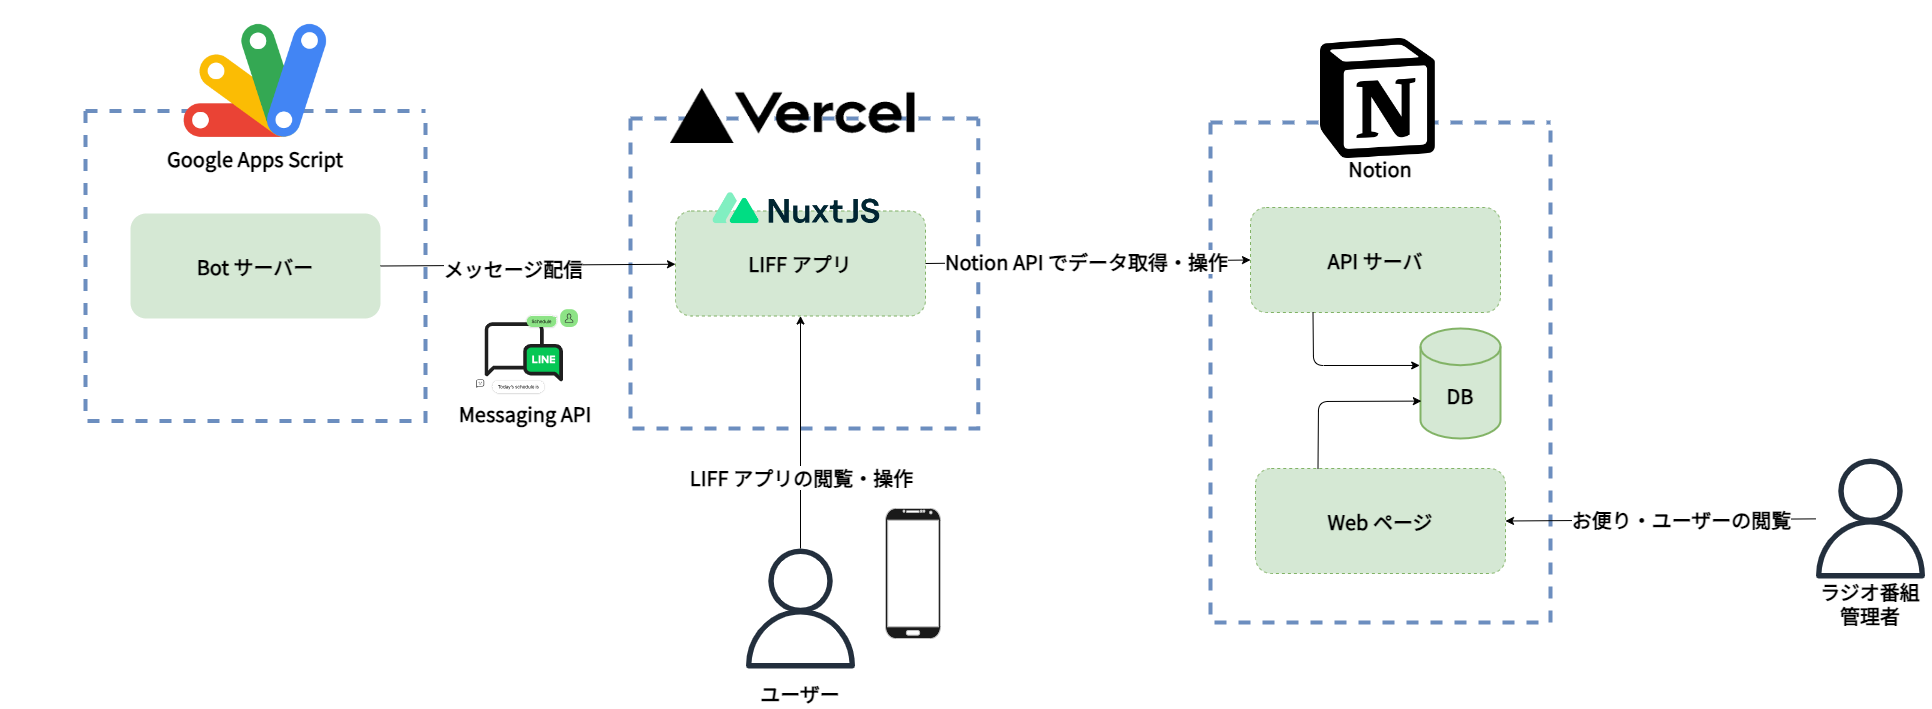 Google Apps Script
Bot サーバー
メッセージ配信
Schedule
LINE
Today's schedule is
Messaging API
Vercel
NuxtJS
LIFF アプリ
LIFF アプリの閲覧・操作
ユーザー
Notion API でデータ取得・操作
N
Notion
API サーバ
DB
Web ページ
お便り・ユーザーの閲覧
ラジオ番組
管理者